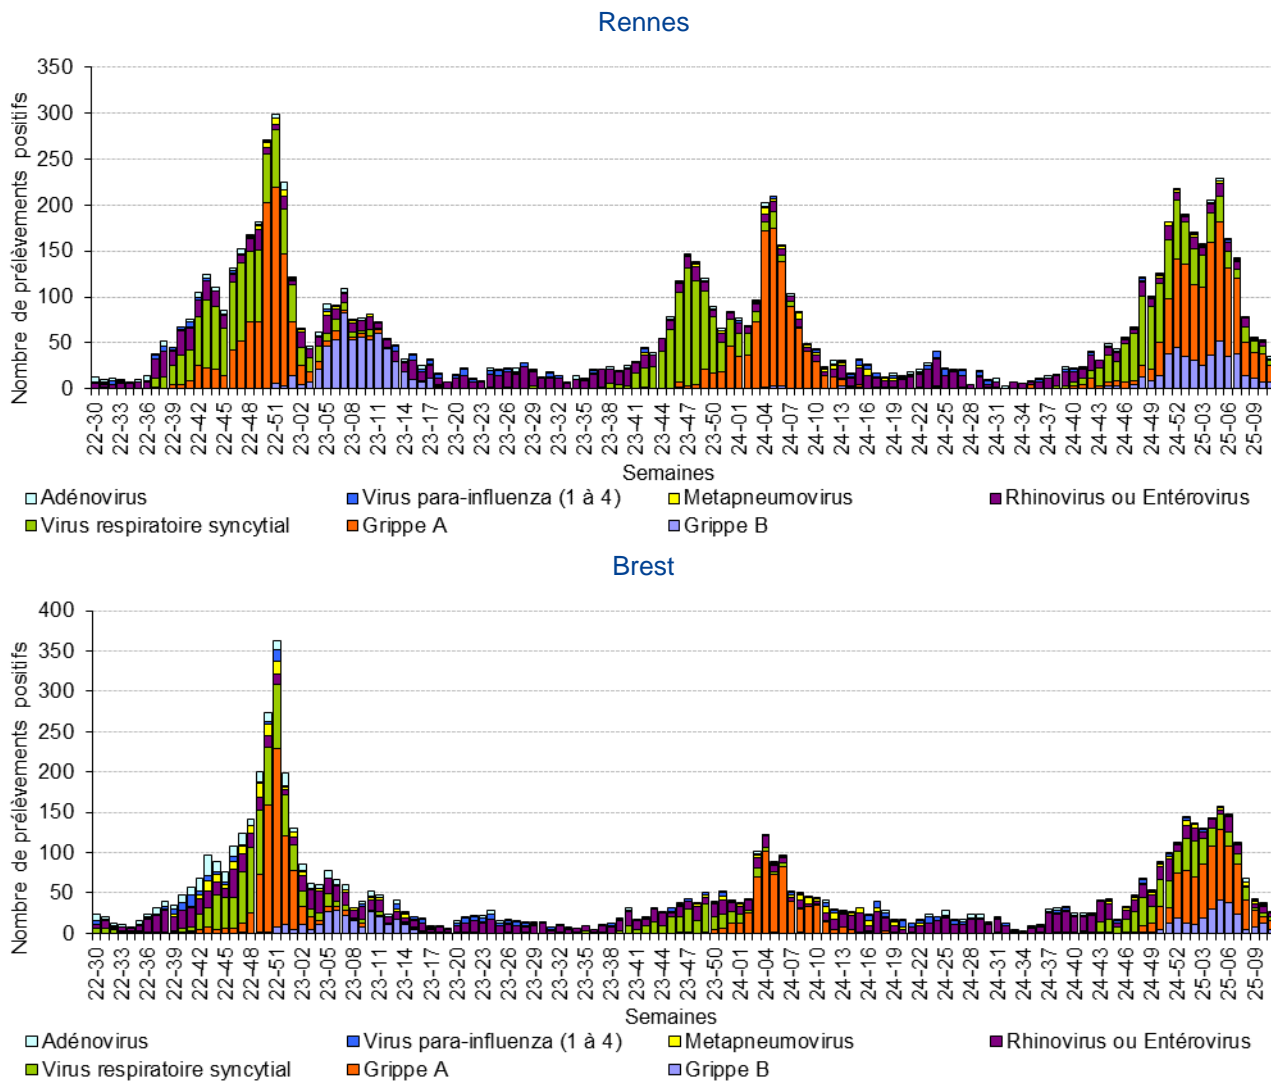 Rennes
Nombre de prélèvements positifs
350
300
250
200
150
100
50
0
22-30 22-33 22-36 22-39 22-42 22-45 22-48 22-51 23-02 23-05 23-08 23-11 23-14 23-17 23-20 23-23 23-26 23-29 23-32 23-35 23-38 23-41 23-44 23-47 23-50 24-01 24-04 24-07 24-10 24-13 24-16 24-19 24-22 24-25 24-28 24-31 24-34 24-37 24-40 24-43 24-46 24-49 24-52 25-03 25-06 25-09
Semaines
Adénovirus Virus para-influenza (1 à 4) Metapneumovirus Rhinovirus ou Entérovirus
Virus respiratoire syncytial Grippe A Grippe B
Brest
Nombre de prélèvements positifs
400
350
300
250
200
150
100
50
0
22-30 22-33 22-36 22-39 22-42 22-45 22-48 22-51 23-02 23-05 23-08 23-11 23-14 23-17 23-20 23-23 23-26 23-29 23-32 23-35 23-38 23-41 23-44 23-47 23-50 24-01 24-04 24-07 24-10 24-13 24-16 24-19 24-22 24-25 24-28 24-31 24-34 24-37 24-40 24-43 24-46 24-49 24-52 25-03 25-06 25-09
Semaines
Adénovirus Virus para-influenza (1 à 4) Metapneumovirus Rhinovirus ou Entérovirus
Virus respiratoire syncytial Grippe A Grippe B